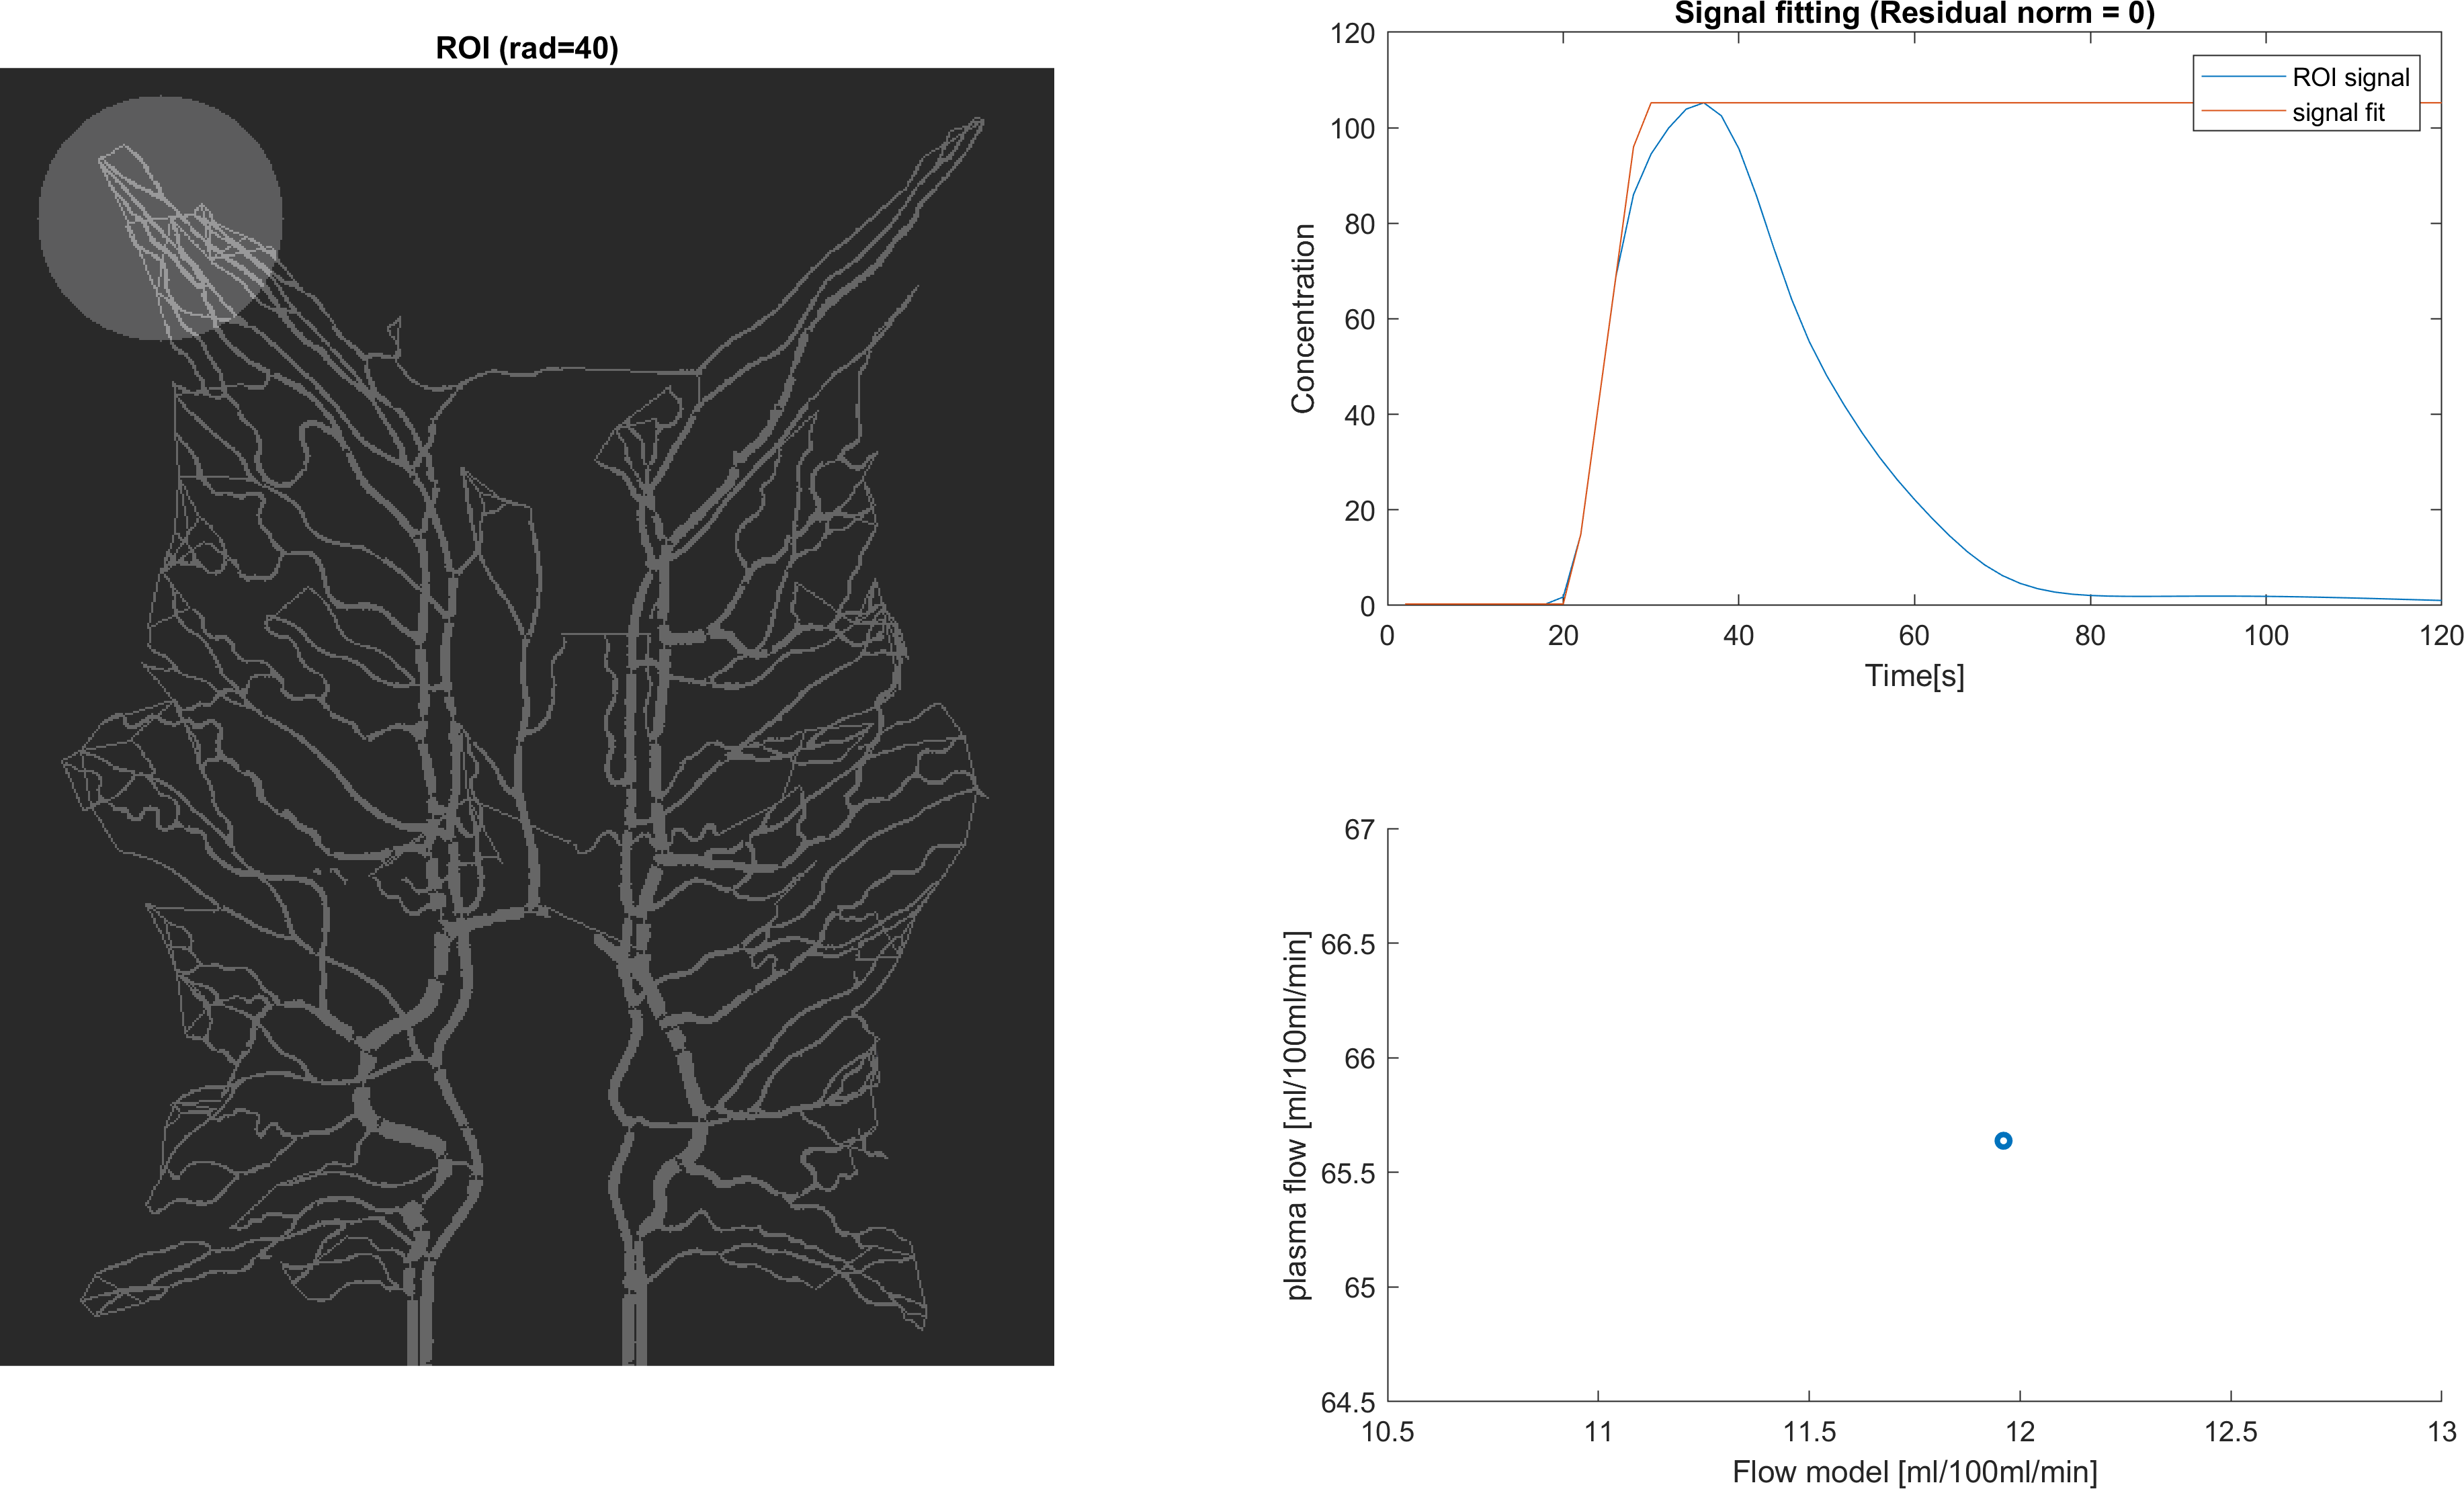 ROI (rad=40)
Signal fitting (Residual norm = 0)
120
100
80
60
40
20
0
Concentration
ROI signal
signal fit
0 20 40 60 80 100 120
Time[s]
67
66.5
66
65.5
65
64.5
plasma flow [ml/100ml/min]
10.5 11 11.5 12 12.5 13
Flow model [ml/100ml/min]